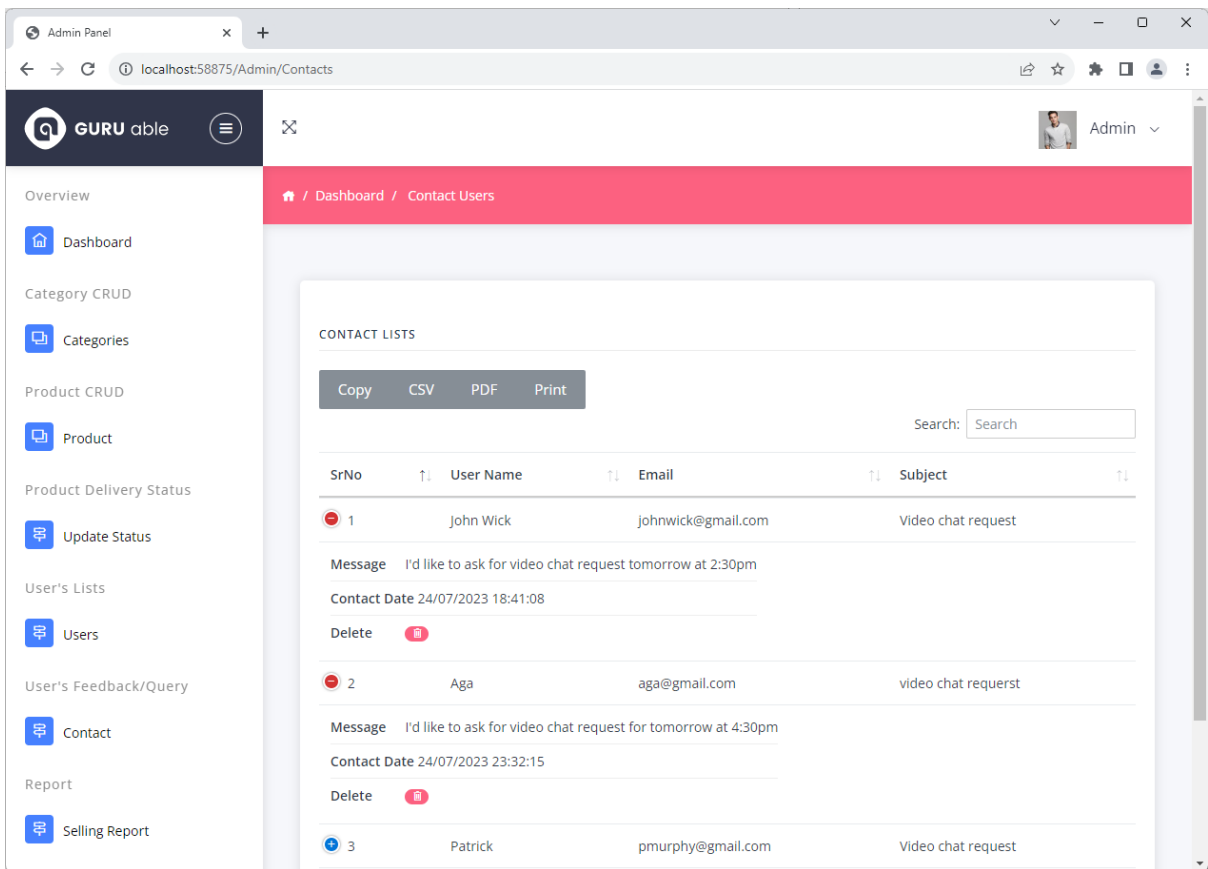 Admin Panel
localhost:58875/Admin/Contacts
GURU able
Admin
Overview
Dashboard
Category CRUD
Categories
Product CRUD
Product
Product Delivery Status
Update Status
User's Lists
Users
User's Feedback/Query
Contact
Report
Selling Report
/ Dashboard / Contact Users
CONTACT LISTS
Copy CSV PDF Print
Search: Search
SrNo User Name Email Subject
1 John Wick johnwick@gmail.com Video chat request
Message I'd like to ask for video chat request tomorrow at 2:30pm
Contact Date 24/07/2023 18:41:08
Delete
2 Aga aga@gmail.com video chat requerst
Message I'd like to ask for video chat request for tomorrow at 4:30pm
Contact Date 24/07/2023 23:32:15
Delete
3 Patrick pmurphy@gmail.com Video chat request